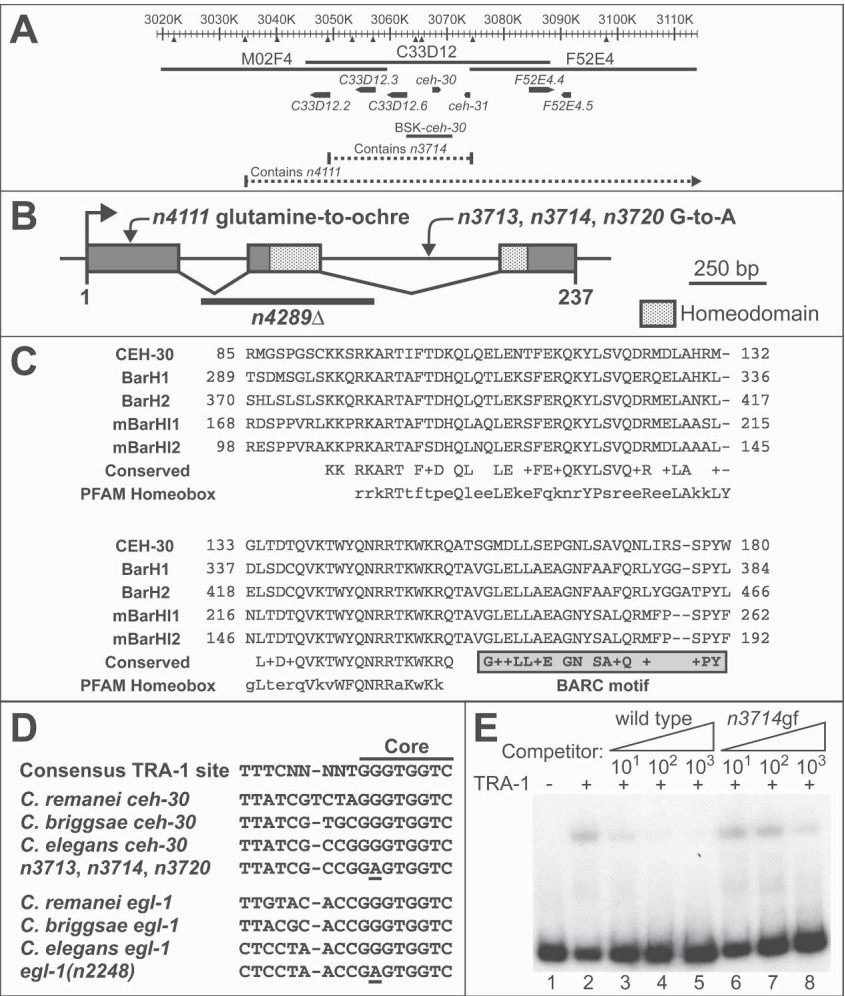 A
3020K 3030K 3040K 3050K 3060K 3070K 3080K 3090K 3100K 3110K
C33D12
M02F4 F52E4
C33D12.3 ceh-30 F52E4.4
C33D12.2 C33D12.6 ceh-31 F52E4.5
BSK-ceh-30
Contains n3714
Contains n4111
B
n4111 glutamine-to-ochre n3713, n3714, n3720 G-to-A
1 237
250 bp
n4289Δ
Homeodomain
C
CEH-30 85 RMGSPGSCKKSRKARTIFTDKQLQELENTFEKQKYLSVQDRMDLAHRM- 132
BarH1 289 TSDMSGLSKKQRKARTAFTDHQLQTLEKSFERQKYLSVQERQELAHKL- 336
BarH2 370 SHLSLSLSKKQRKARTAFTDHQLQTLEKSFERQKYLSVQDRMELANKL- 417
mBarHl1 168 RDSPPVRLKKPRKARTAFTDHQLAQLERSFERQKYLSVQDRMELAASL- 215
mBarHl2 98 RESPPVRAKKPRKARTAFSDHQLNQLERSFERQKYLSVQDRMDLAAAL- 145
Conserved KK RKART F+D QL LE +FE+QKYLSVQ+R +LA +-
PFAM Homeobox rrkRTtftpeQleeLEkeFqknrYPsreeReeLAkkLY
CEH-30 133 GLTDTQVKTWYQNRRTKWKRQATSGMDLLSEPGNLSAVQNLIRS-SPYW 180
BarH1 337 DLSDCQVKTWYQNRRTKWKRQTAVGLELLAEAGNFAAFQRLYGG-SPYL 384
BarH2 418 ELSDCQVKTWYQNRRTKWKRQTAVGLELLAEAGNFAAFQRLYGGATPYL 466
mBarHl1 216 NLTDTQVKTWYQNRRTKWKRQTAVGLELLAEAGNYSALQRMFP--SPYF 262
mBarHl2 146 NLTDTQVKTWYQNRRTKWKRQTAVGLELLAEAGNYSALQRMFP--SPYF 192
Conserved L+D+QVKTWYQNRRTKWKRQ G++LL+E GN SA+Q + +PY
PFAM Homeobox gLterqVkvWFQNRRaKwKk BARC motif
D
Core
Consensus TRA-1 site TTTCNN-NNTGGGTGGTC
C. remanei ceh-30 TTATCGTCTAGGGTGGTC
C. briggsae ceh-30 TTATCG-TGCGGGTGGTC
C. elegans ceh-30 TTATCG-CCGGGGTGGTC
n3713, n3714, n3720 TTATCG-CCGGAGTGGTC
C. remanei egl-1 TTGTAC-ACCGGGTGGTC
C. briggsae egl-1 TTACGC-ACCGGGTGGTC
C. elegans egl-1 CTCCTA-ACCGGGTGGTC
egl-1(n2248) CTCCTA-ACCGAGTGGTC
E
wild type n3714gf
Competitor: 10¹ 10² 10³ 10¹ 10² 10³
TRA-1 - + + + + + + +
1 2 3 4 5 6 7 8